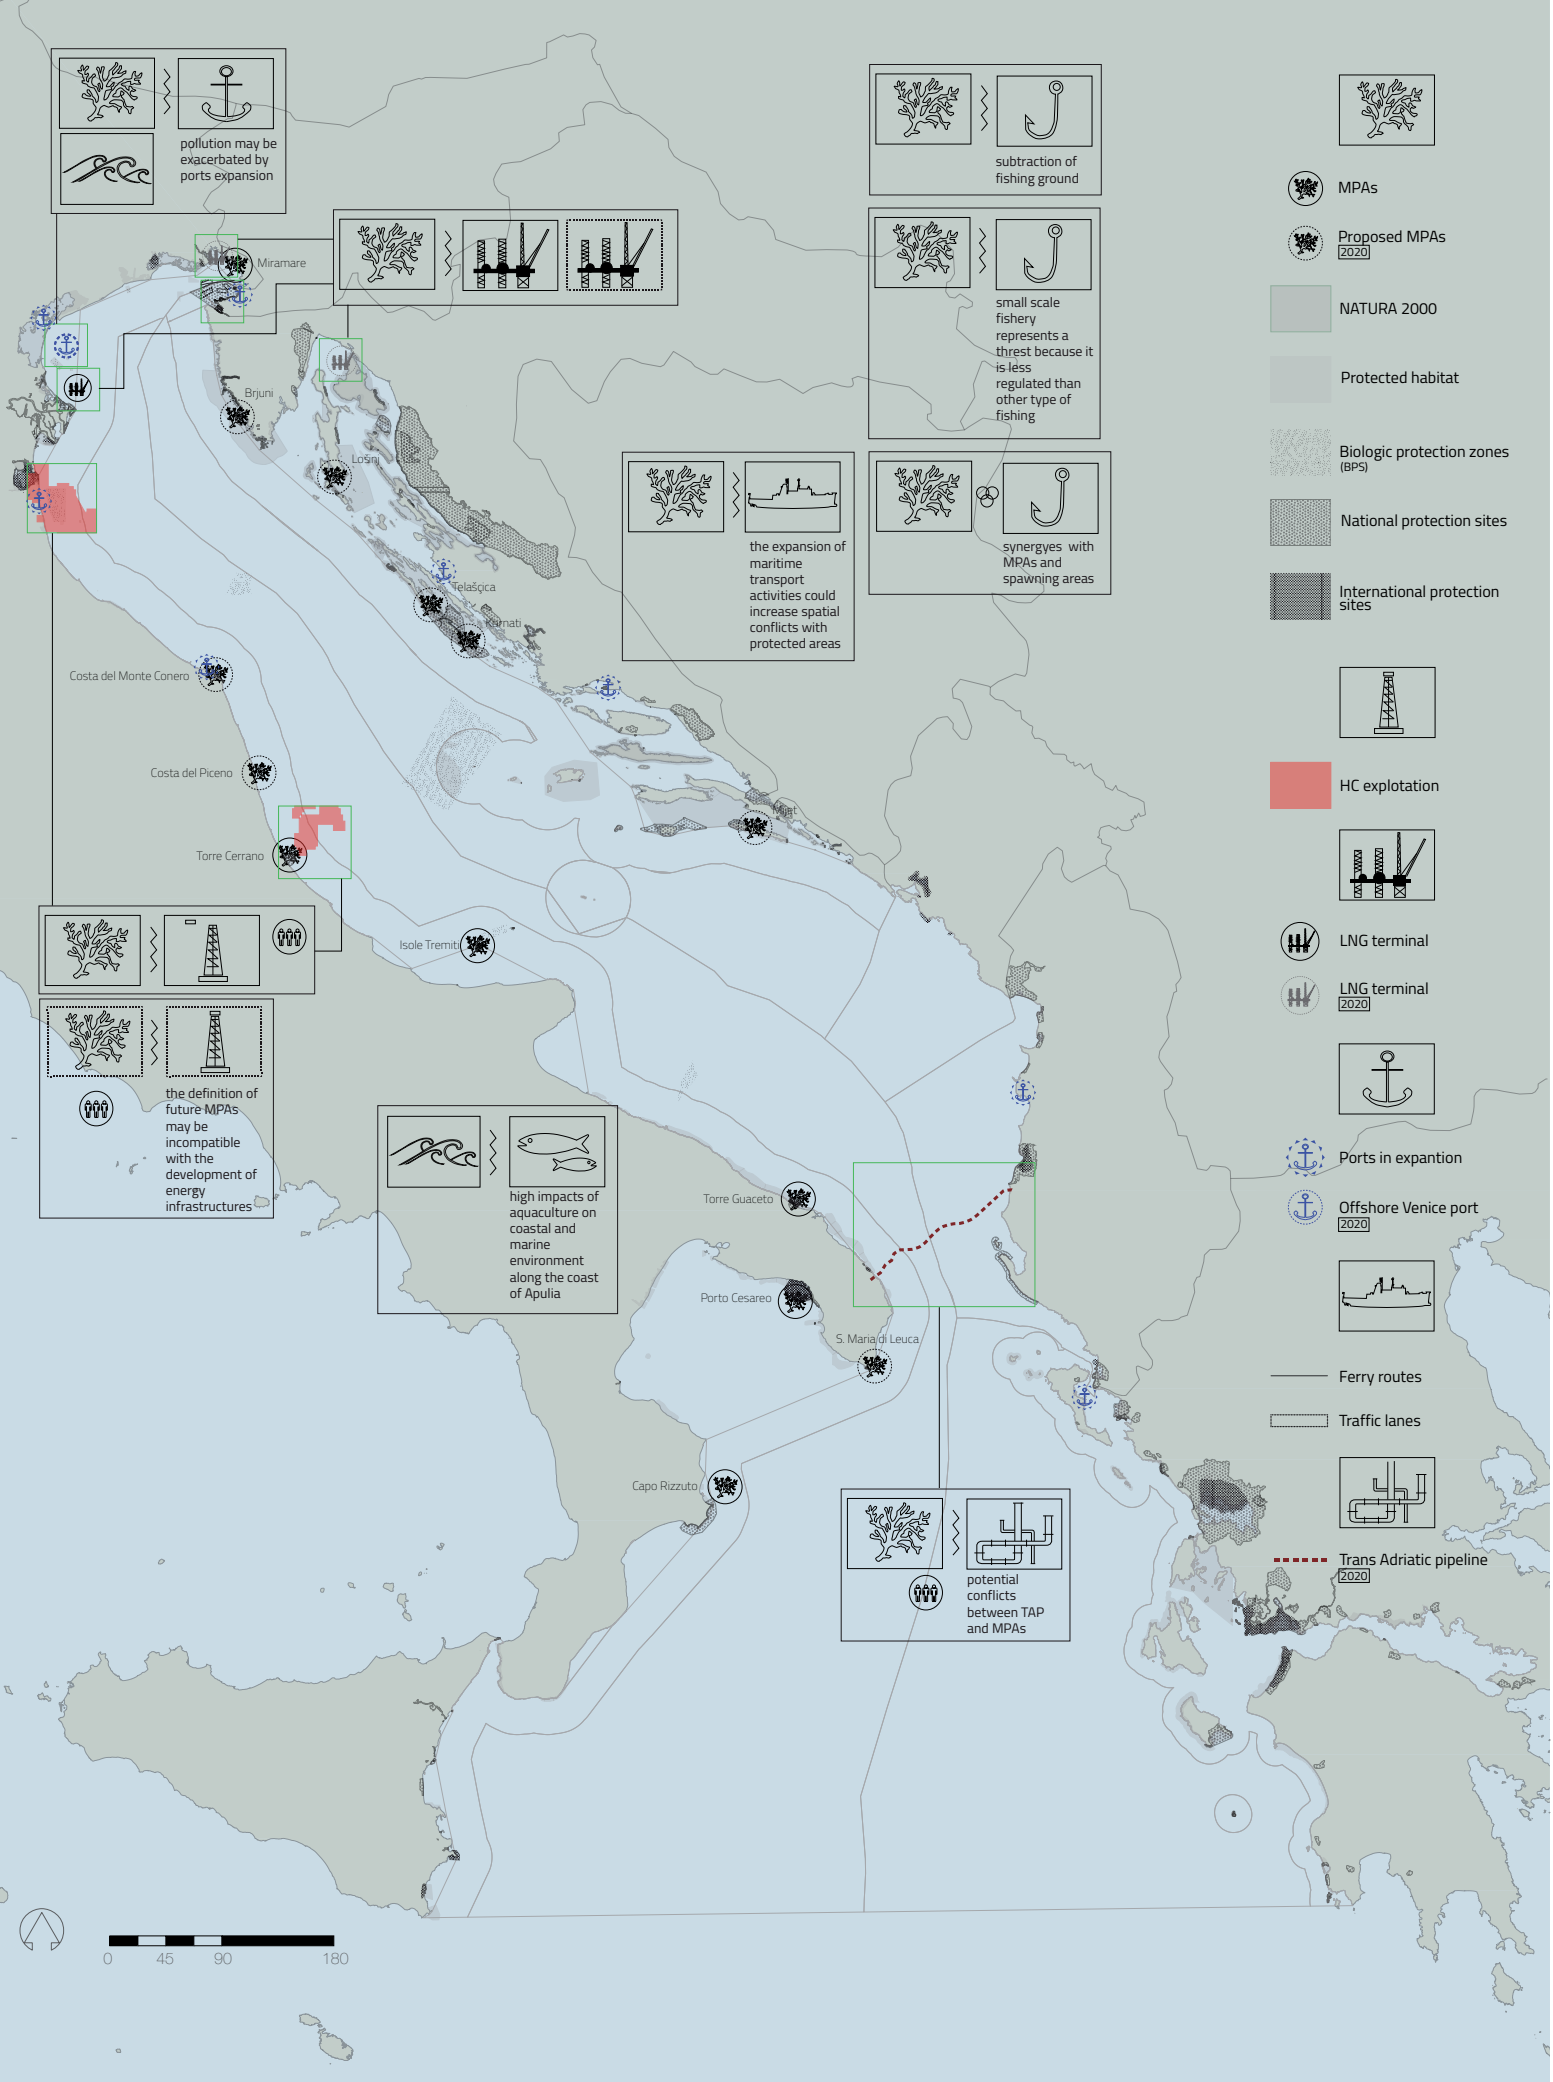 pollution may be
exacerbated by
ports expansion
subtraction of
fishing ground
small scale
fishery
represents a
threst because it
is less
regulated than
other type of
fishing
the expansion of
maritime
transport
activities could
increase spatial
conflicts with
protected areas
synergyes with
MPAs and
spawning areas
Miramare
Brjuni
Lošinj
Telašçica
Kornati
Costa del Monte Conero
Costa del Piceno
Mljet
Torre Cerrano
Isole Tremiti
the definition of
future MPAs
may be
incompatible
with the
development of
energy
infrastructures
high impacts of
aquaculture on
coastal and
marine
environment
along the coast
of Apulia
Torre Guaceto
Porto Cesareo
S. Maria di Leuca
Capo Rizzuto
potential
conflicts
between TAP
and MPAs
MPAs
Proposed MPAs
2020
NATURA 2000
Protected habitat
Biologic protection zones
(BPS)
National protection sites
International protection
sites
HC explotation
LNG terminal
LNG terminal
2020
Ports in expantion
Offshore Venice port
2020
Ferry routes
Traffic lanes
Trans Adriatic pipeline
2020
0 45 90 180